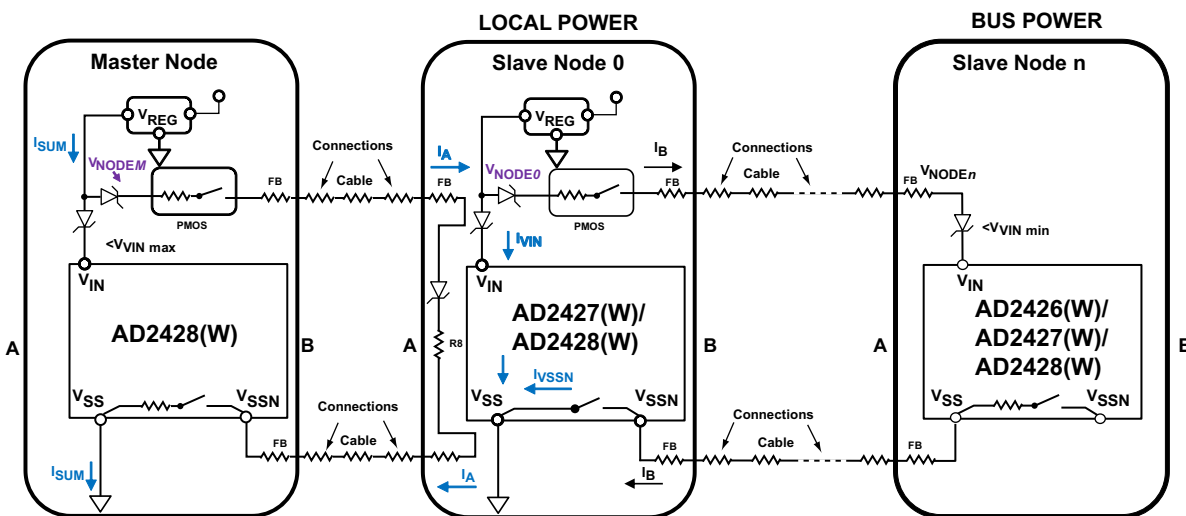 LOCAL POWER
BUS POWER
Master Node
Slave Node 0
Slave Node n
VREG
ISUM
VNODEM
PMOS
FB
Connections
Cable
FB
<VVIN max
VIN
AD2428(W)
A
B
VSS
VSSN
ISUM
FB
Connections
Cable
IA
VREG
VNODE0
PMOS
IB
FB
Connections
Cable
IVIN
VIN
AD2427(W)/
AD2428(W)
A
R8
B
VSS
IVSSN
VSSN
IA
IB
FB
Connections
Cable
FB
VNODEn
<VVIN min
VIN
AD2426(W)/
AD2427(W)/
AD2428(W)
A
B
VSS
VSSN
FB